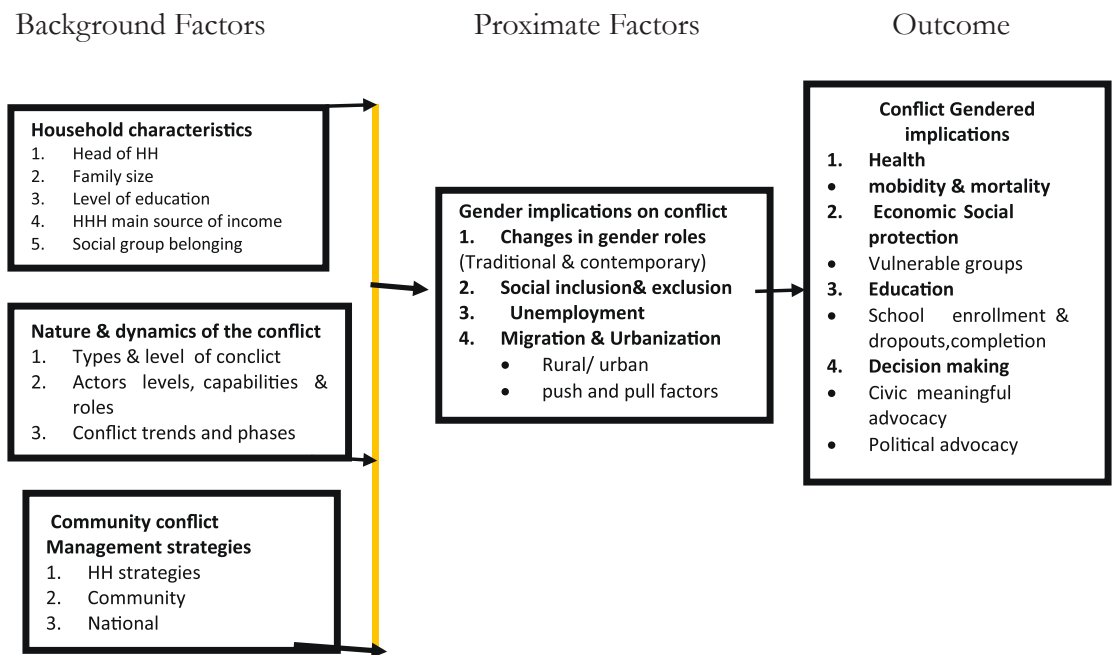 Background Factors
Proximate Factors
Outcome
Household characteristics
1. Head of HH
2. Family size
3. Level of education
4. HHH main source of income
5. Social group belonging
Nature & dynamics of the conflict
1. Types & level of conclict
2. Actors levels, capabilities &
roles
3. Conflict trends and phases
Community conflict
Management strategies
1. HH strategies
2. Community
3. National
Gender implications on conflict
1. Changes in gender roles
(Traditional & contemporary)
2. Social inclusion& exclusion
3. Unemployment
4. Migration & Urbanization
• Rural/ urban
• push and pull factors
Conflict Gendered
implications
1. Health
• mobidity & mortality
2. Economic Social
protection
• Vulnerable groups
3. Education
• School enrollment &
dropouts,completion
4. Decision making
• Civic meaningful
advocacy
• Political advocacy